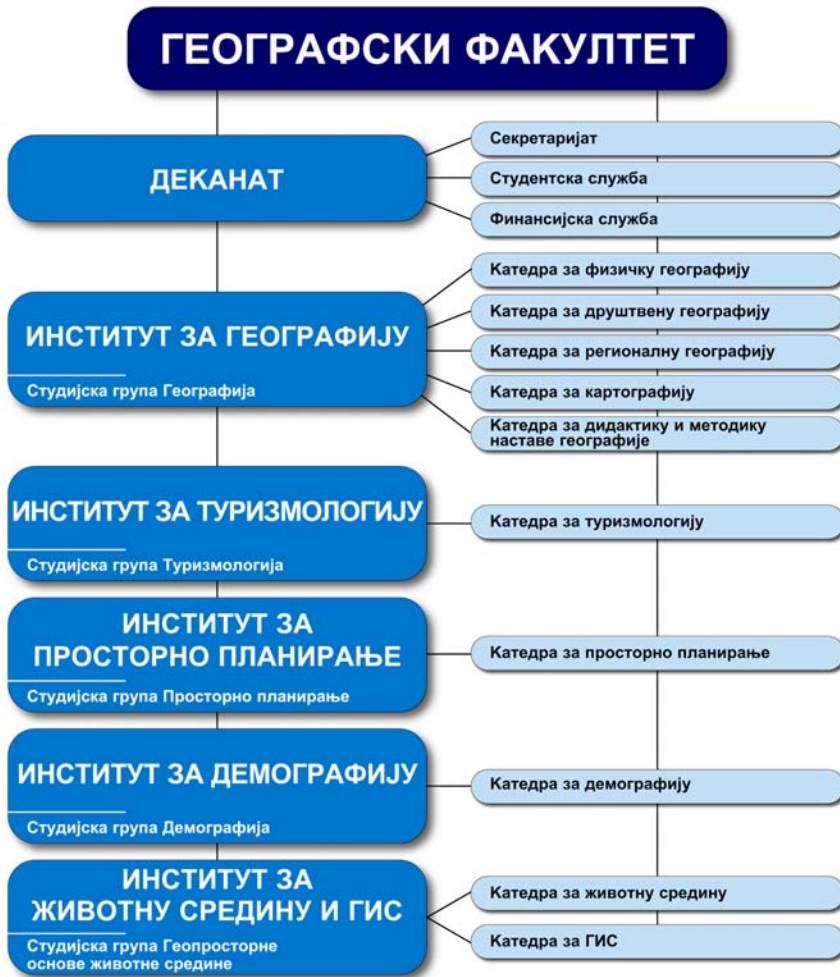 ГЕОГРАФСКИ ФАКУЛТЕТ
ДЕКАНАТ
Секретаријат
Студентска служба
Финансијска служба
ИНСТИТУТ ЗА ГЕОГРАФИЈУ
Студијска група Географија
Катедра за физичку географију
Катедра за друштвену географију
Катедра за регионалну географију
Катедра за картографију
Катедра за дидактику и методику
наставе географије
ИНСТИТУТ ЗА ТУРИЗМОЛОГИЈУ
Студијска група Туризмологија
Катедра за туризмологију
ИНСТИТУТ ЗА
ПРОСТОРНО ПЛАНИРАЊЕ
Студијска група Просторно планирање
Катедра за просторно планирање
ИНСТИТУТ ЗА ДЕМОГРАФИЈУ
Студијска група Демографија
Катедра за демографију
ИНСТИТУТ ЗА
ЖИВОТНУ СРЕДИНУ И ГИС
Студијска група Геопросторне
основе животне средине
Катедра за животну средину
Катедра за ГИС